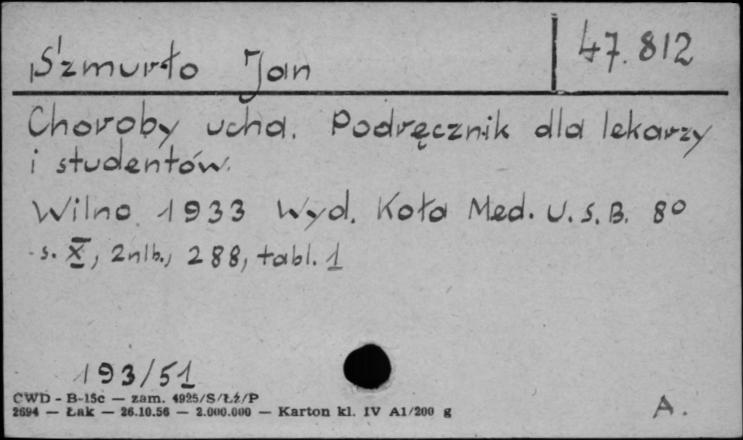 Szmurło Jan
47.812
Choroby ucha. Podręcznik dla lekarzy
i studentów.
Wilno 1933 Wyd. Koła Med. U.S.B. 8º
s. X, 2nlb., 288, tabl. 1
193/51
CWD - B-15c — zam. 4925/S/Łź/P
2694 — Łak — 26.10.56 — 2.000.000 — Karton kl. IV A1/200 g
A.